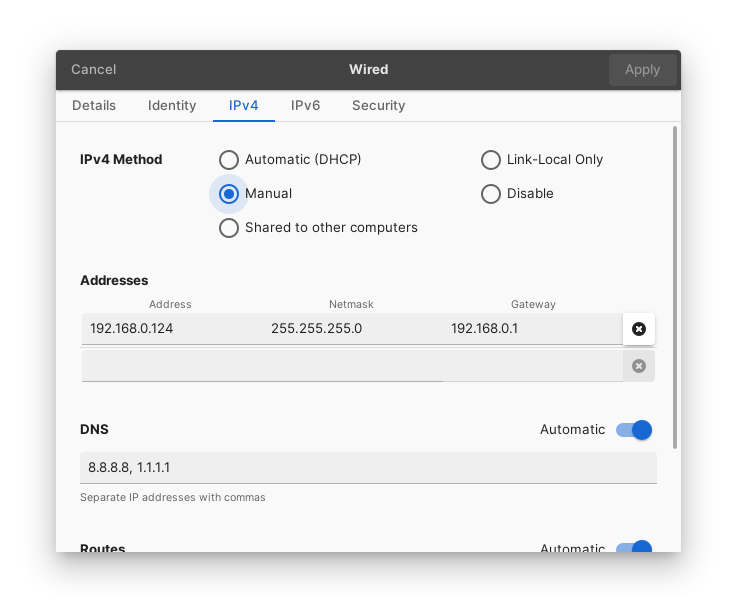 Cancel Wired Apply
Details Identity IPv4 IPv6 Security
IPv4 Method Automatic (DHCP) Link-Local Only
Manual Disable
Shared to other computers
Addresses
Address Netmask Gateway
192.168.0.124 255.255.255.0 192.168.0.1
DNS Automatic
8.8.8.8, 1.1.1.1
Separate IP addresses with commas
Routes Automatic